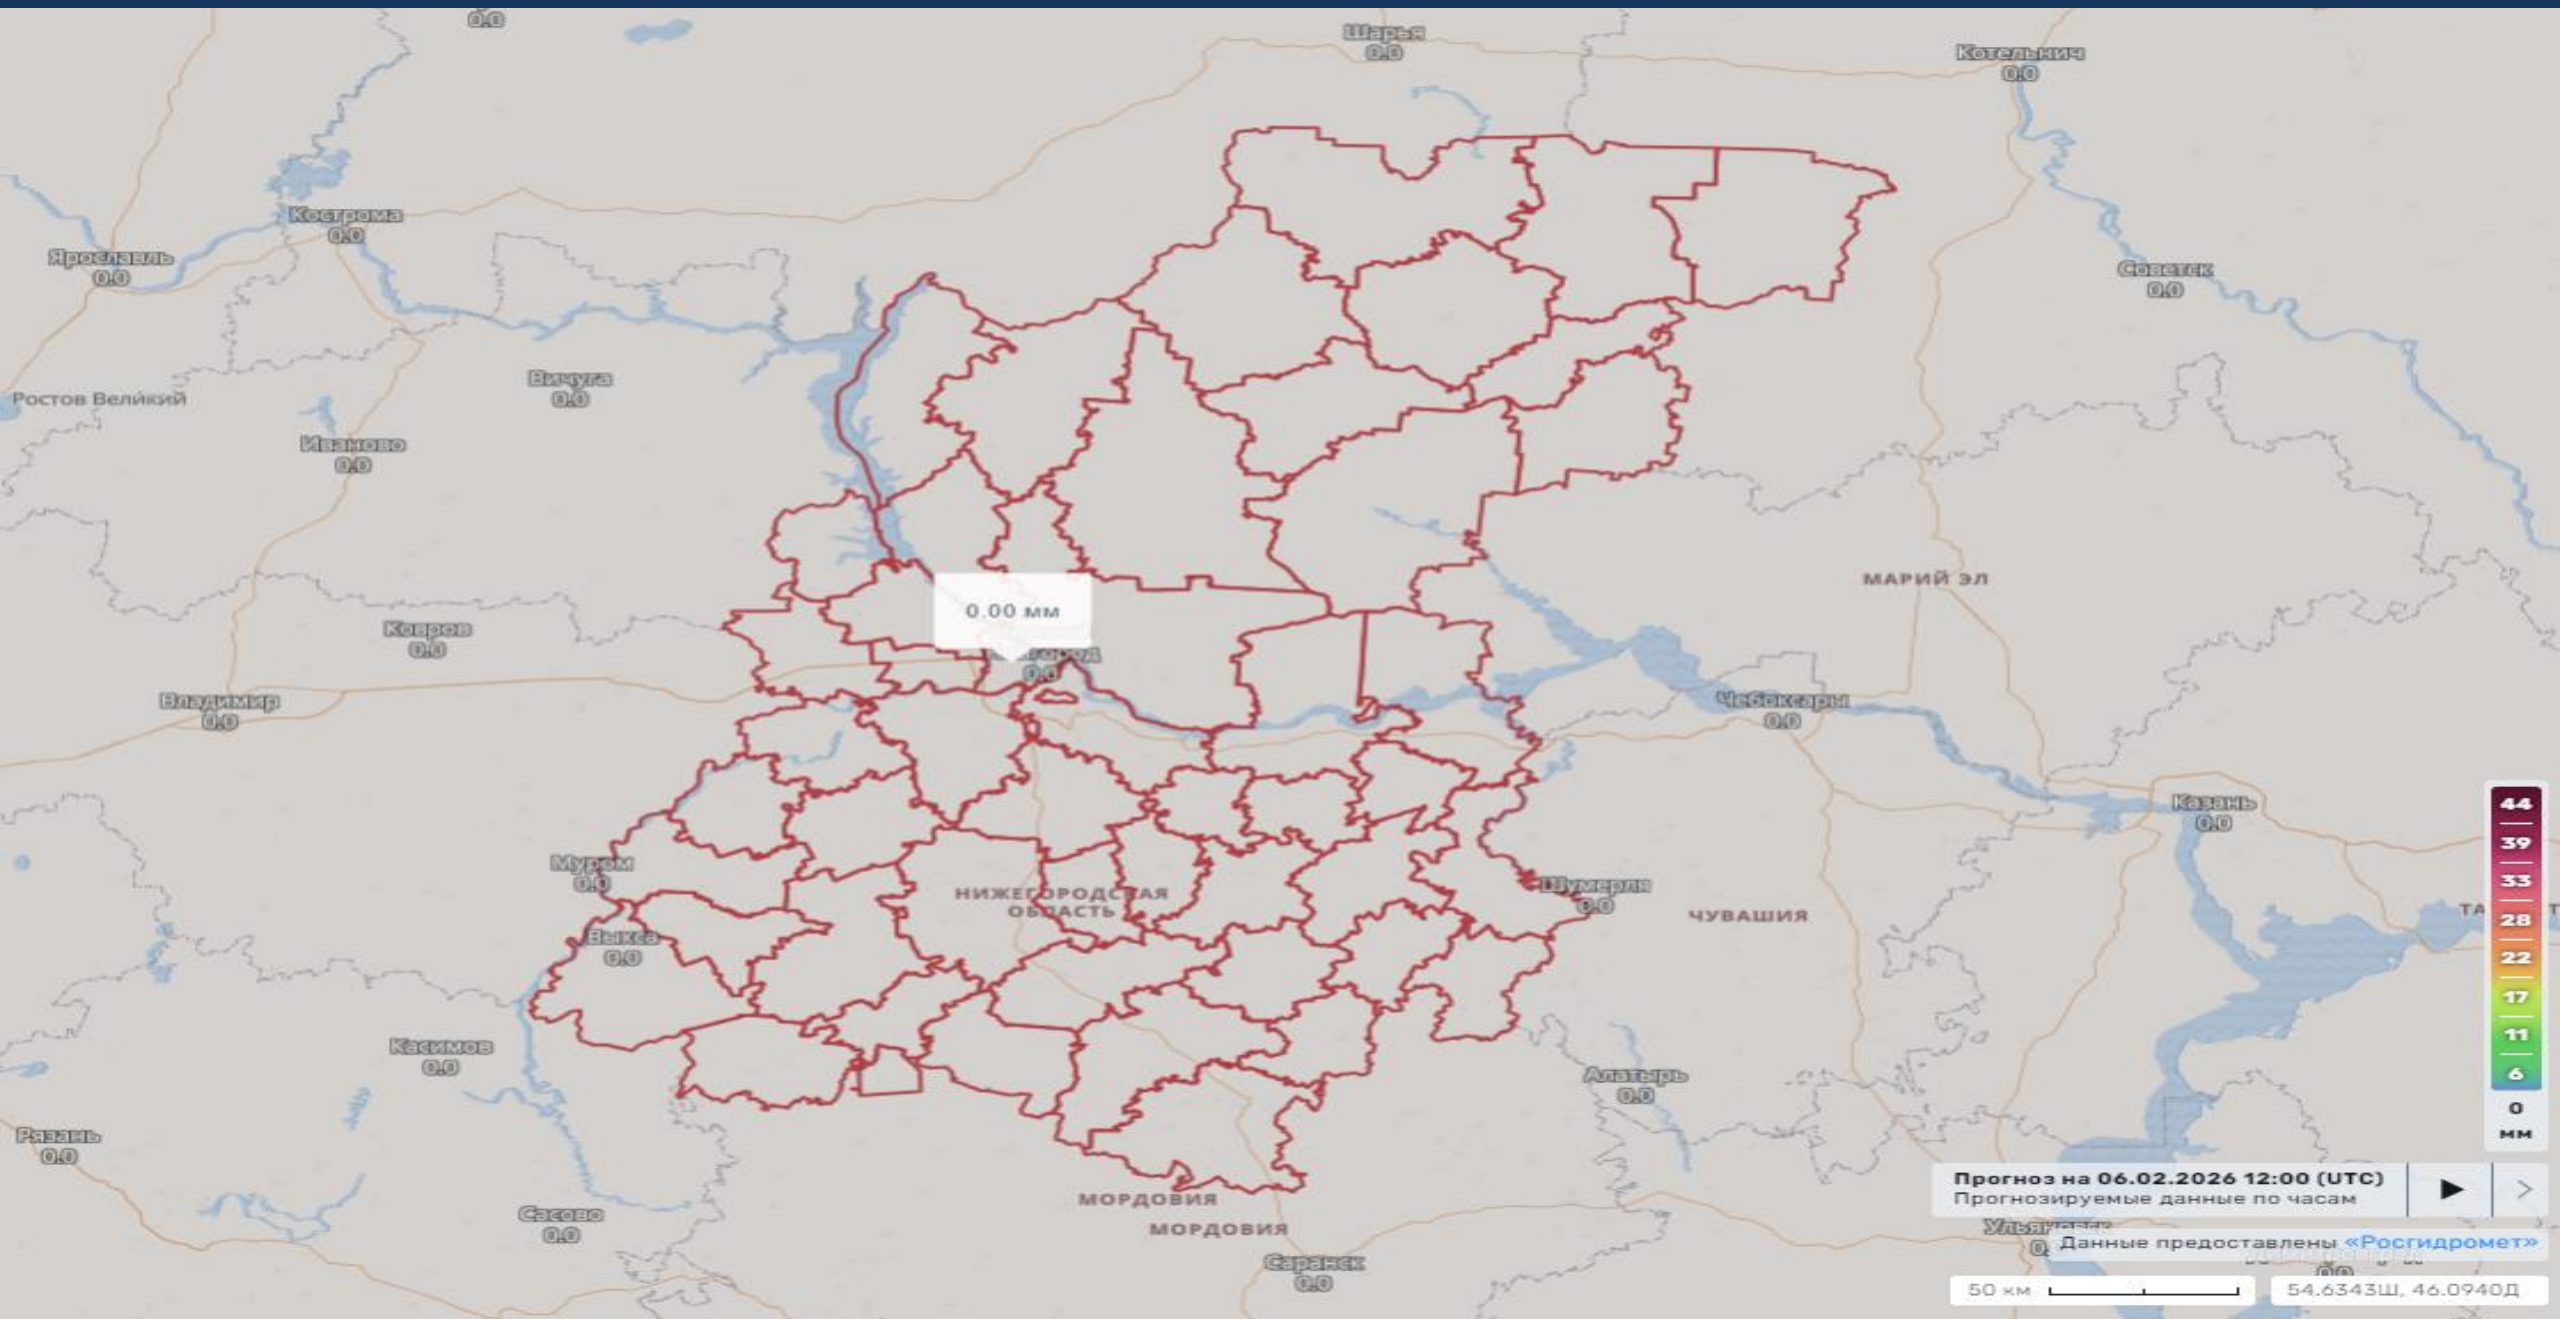 0.0
Шарья
0.0
Котельнич
0.0
Кострома
0.0
Ярославль
0.0
Советск
0.0
Вичуга
0.0
Ростов Великий
Иваново
0.0
МАРИЙ ЭЛ
0.00 мм
Ковров
0.0
город
0.0
Владимир
0.0
Чебоксары
0.0
Казань
0.0
Муром
0.0
НИЖЕГОРОДСКАЯ
ОБЛАСТЬ
Шумерля
0.0
ЧУВАШИЯ
ТА
Т
Выкса
0.0
Касимов
0.0
Алатырь
0.0
Рязань
0.0
44
39
33
28
22
17
11
6
0
мм
МОРДОВИЯ
МОРДОВИЯ
Сасово
0.0
Саранск
0.0
Прогноз на 06.02.2026 12:00 (UTC)
Прогнозируемые данные по часам
Ульяновск
Данные предоставлены «Росгидромет»
0.0
50 км
54.6343Ш, 46.0940Д